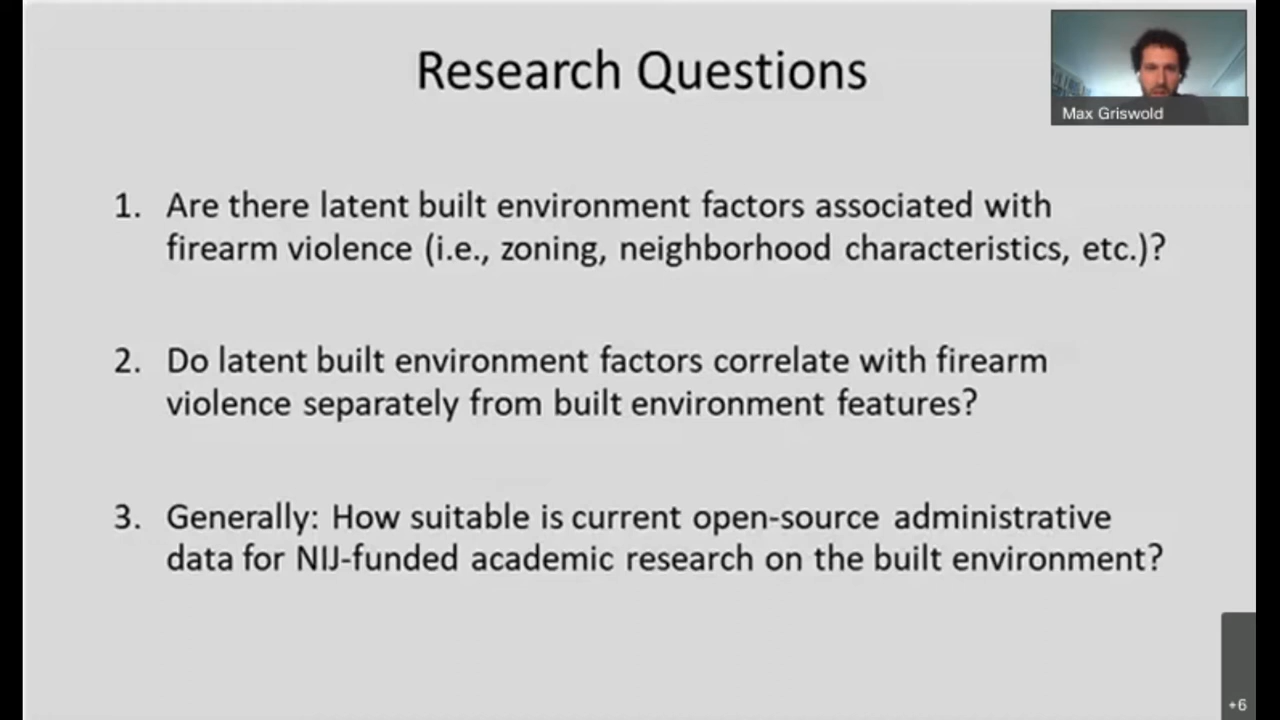 Research Questions
Max Griswold
1. Are there latent built environment factors associated with
firearm violence (i.e., zoning, neighborhood characteristics, etc.)?
2. Do latent built environment factors correlate with firearm
violence separately from built environment features?
3. Generally: How suitable is current open-source administrative
data for NIJ-funded academic research on the built environment?
+6